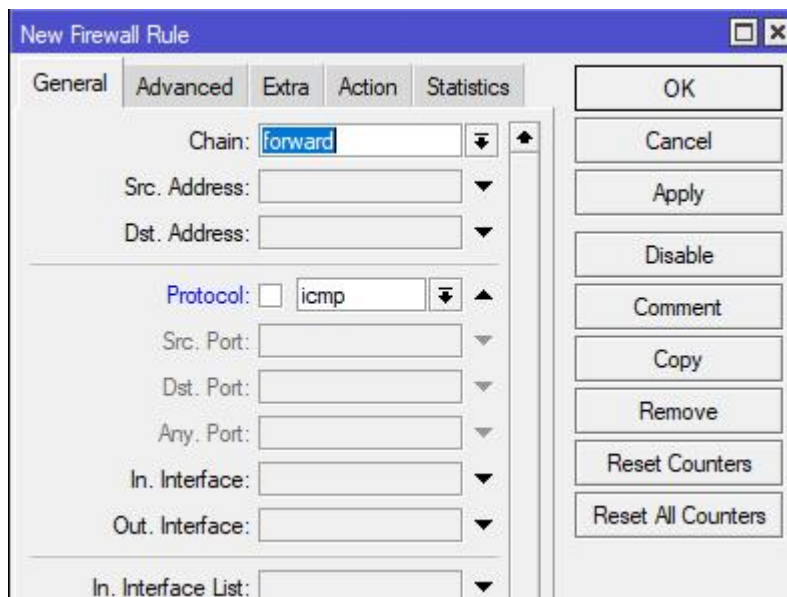 New Firewall Rule
General Advanced Extra Action Statistics
Chain: forward
Src. Address:
Dst. Address:
Protocol: icmp
Src. Port:
Dst. Port:
Any. Port:
In. Interface:
Out. Interface:
In. Interface List:
OK
Cancel
Apply
Disable
Comment
Copy
Remove
Reset Counters
Reset All Counters